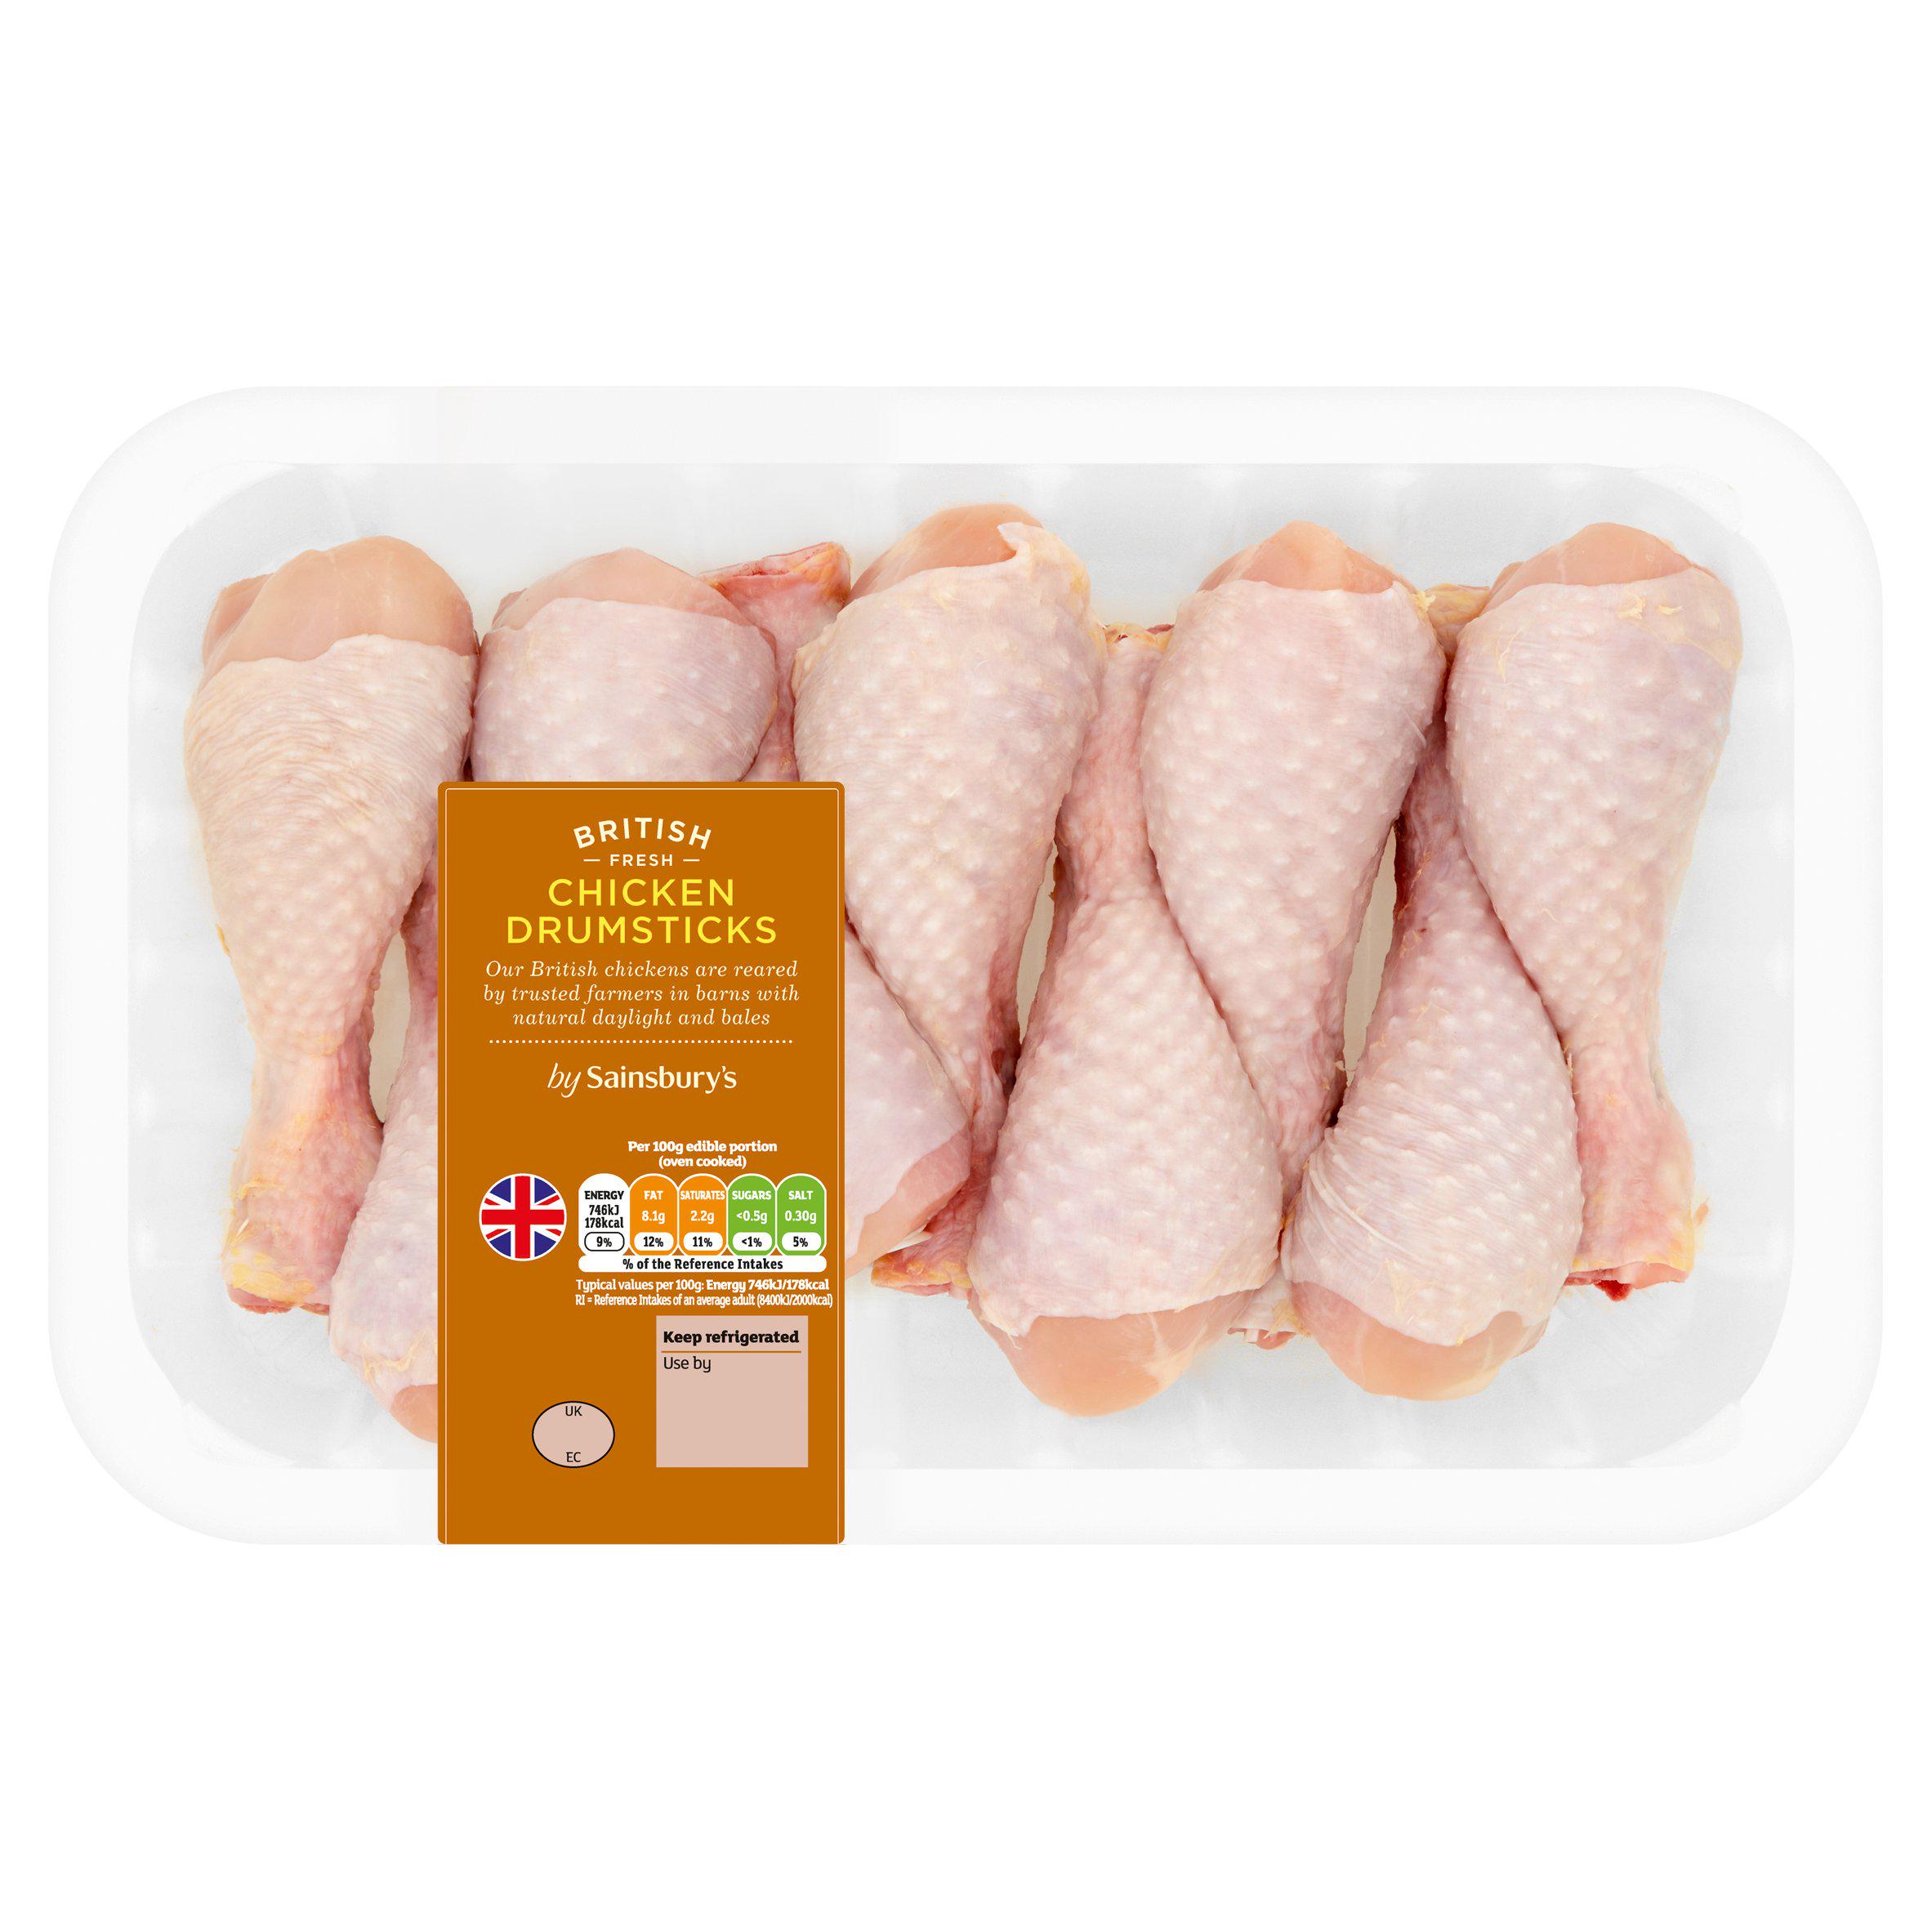 BRITISH
— FRESH —
CHICKEN
DRUMSTICKS
Our British chickens are reared
by trusted farmers in barns with
natural daylight and bales
by Sainsbury's
Per 100g edible portion
(oven cooked)
ENERGY FAT SATURATES SUGARS SALT
746kJ
178kcal 8.1g 2.2g <0.5g 0.30g
9% 12% 11% <1% 5%
% of the Reference Intakes
Typical values per 100g: Energy 746kJ/178kcal
RI = Reference Intakes of an average adult (8400kJ/2000kcal)
Keep refrigerated
Use by
UK
EC